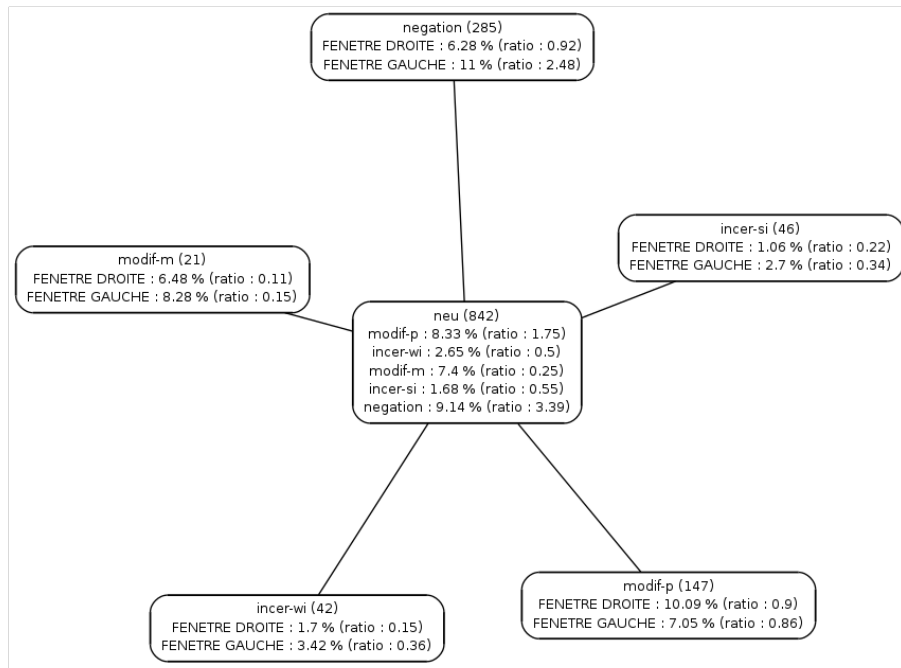 negation (285)
FENETRE DROITE : 6.28 % (ratio : 0.92)
FENETRE GAUCHE : 11 % (ratio : 2.48)
incer-si (46)
FENETRE DROITE : 1.06 % (ratio : 0.22)
FENETRE GAUCHE : 2.7 % (ratio : 0.34)
modif-m (21)
FENETRE DROITE : 6.48 % (ratio : 0.11)
FENETRE GAUCHE : 8.28 % (ratio : 0.15)
neu (842)
modif-p : 8.33 % (ratio : 1.75)
incer-wi : 2.65 % (ratio : 0.5)
modif-m : 7.4 % (ratio : 0.25)
incer-si : 1.68 % (ratio : 0.55)
negation : 9.14 % (ratio : 3.39)
modif-p (147)
FENETRE DROITE : 10.09 % (ratio : 0.9)
FENETRE GAUCHE : 7.05 % (ratio : 0.86)
incer-wi (42)
FENETRE DROITE : 1.7 % (ratio : 0.15)
FENETRE GAUCHE : 3.42 % (ratio : 0.36)